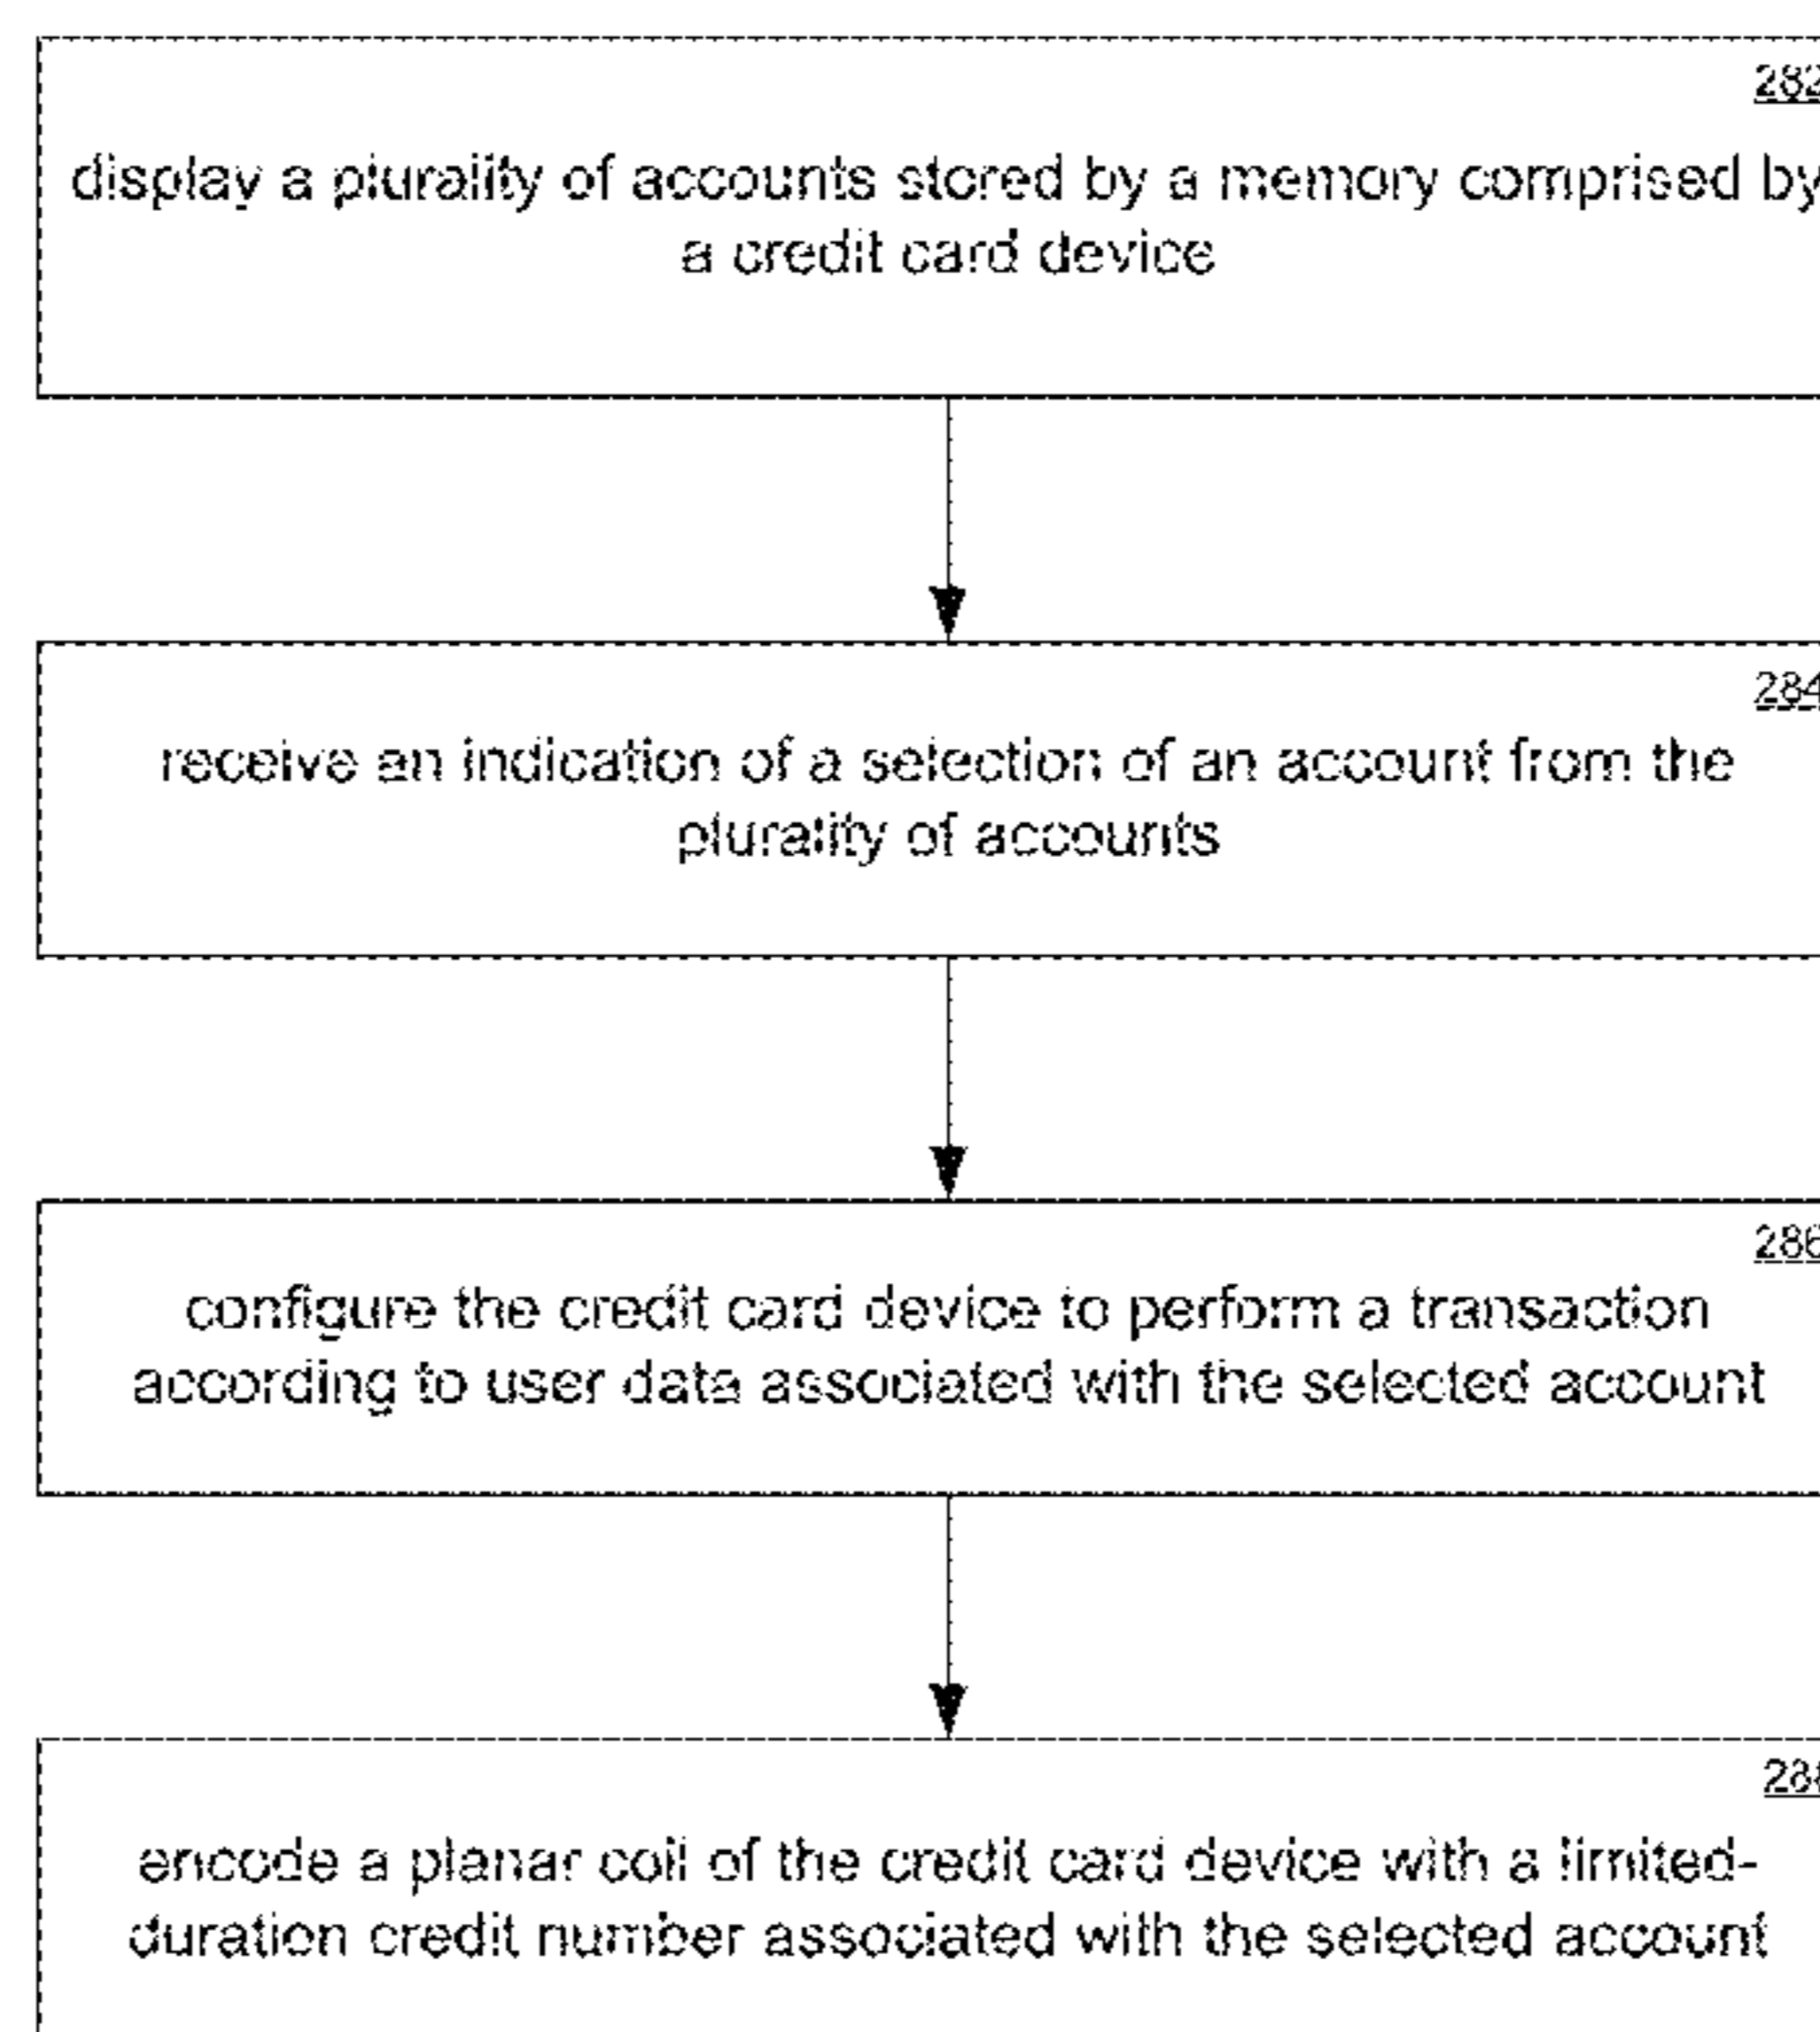 282
display a plurality of accounts stored by a memory comprised by
a credit card device
284
receive an indication of a selection of an account from the
plurality of accounts
286
configure the credit card device to perform a transaction
according to user data associated with the selected account
288
encode a planar coil of the credit card device with a limited-
duration credit number associated with the selected account